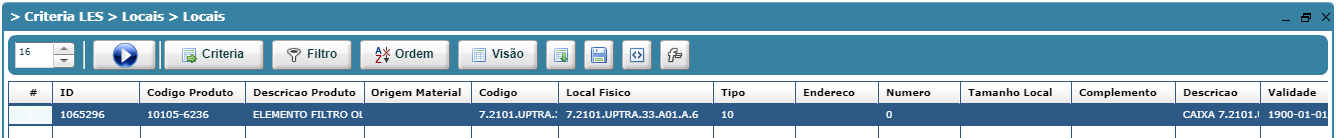 > Criteria LES > Locais > Locais
16 Criteria Filtro Ordem Visão
# ID Codigo Produto Descricao Produto Origem Material Codigo Local Fisico Tipo Endereco Numero Tamanho Local Complemento Descricao Validade
1065296 10105-6236 ELEMENTO FILTRO OL 7.2101.UPTRA. 7.2101.UPTRA.33.A01.A.6 10 0 CAIXA 7.2101. 1900-01-01